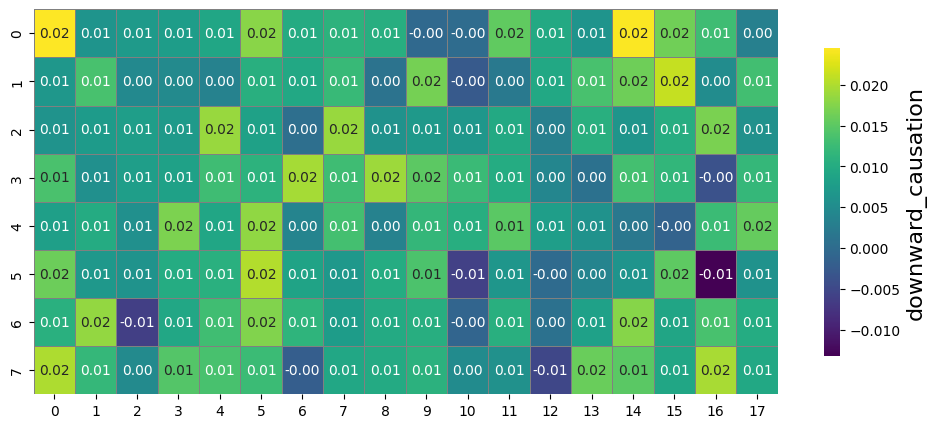 0 0.02 0.01 0.01 0.01 0.01 0.02 0.01 0.01 0.01 -0.00 -0.00 0.02 0.01 0.01 0.02 0.02 0.01 0.00
1 0.01 0.01 0.00 0.00 0.00 0.01 0.01 0.01 0.00 0.02 -0.00 0.00 0.01 0.01 0.02 0.02 0.00 0.01
2 0.01 0.01 0.01 0.01 0.02 0.01 0.00 0.02 0.01 0.01 0.01 0.01 0.00 0.01 0.01 0.01 0.02 0.01
3 0.01 0.01 0.01 0.01 0.01 0.01 0.02 0.01 0.02 0.02 0.01 0.01 0.00 0.00 0.01 0.01 -0.00 0.01
4 0.01 0.01 0.01 0.02 0.01 0.02 0.00 0.01 0.00 0.01 0.01 0.01 0.01 0.01 0.00 -0.00 0.01 0.02
5 0.02 0.01 0.01 0.01 0.01 0.02 0.01 0.01 0.01 0.01 -0.01 0.01 -0.00 0.00 0.01 0.02 -0.01 0.01
6 0.01 0.02 -0.01 0.01 0.01 0.02 0.01 0.01 0.01 0.01 -0.00 0.01 0.00 0.01 0.02 0.01 0.01 0.01
7 0.02 0.01 0.00 0.01 0.01 0.01 -0.00 0.01 0.01 0.01 0.00 0.01 -0.01 0.02 0.01 0.01 0.02 0.01
0 1 2 3 4 5 6 7 8 9 10 11 12 13 14 15 16 17
0.020
0.015
0.010
0.005
0.000
−0.005
−0.010
downward_causation